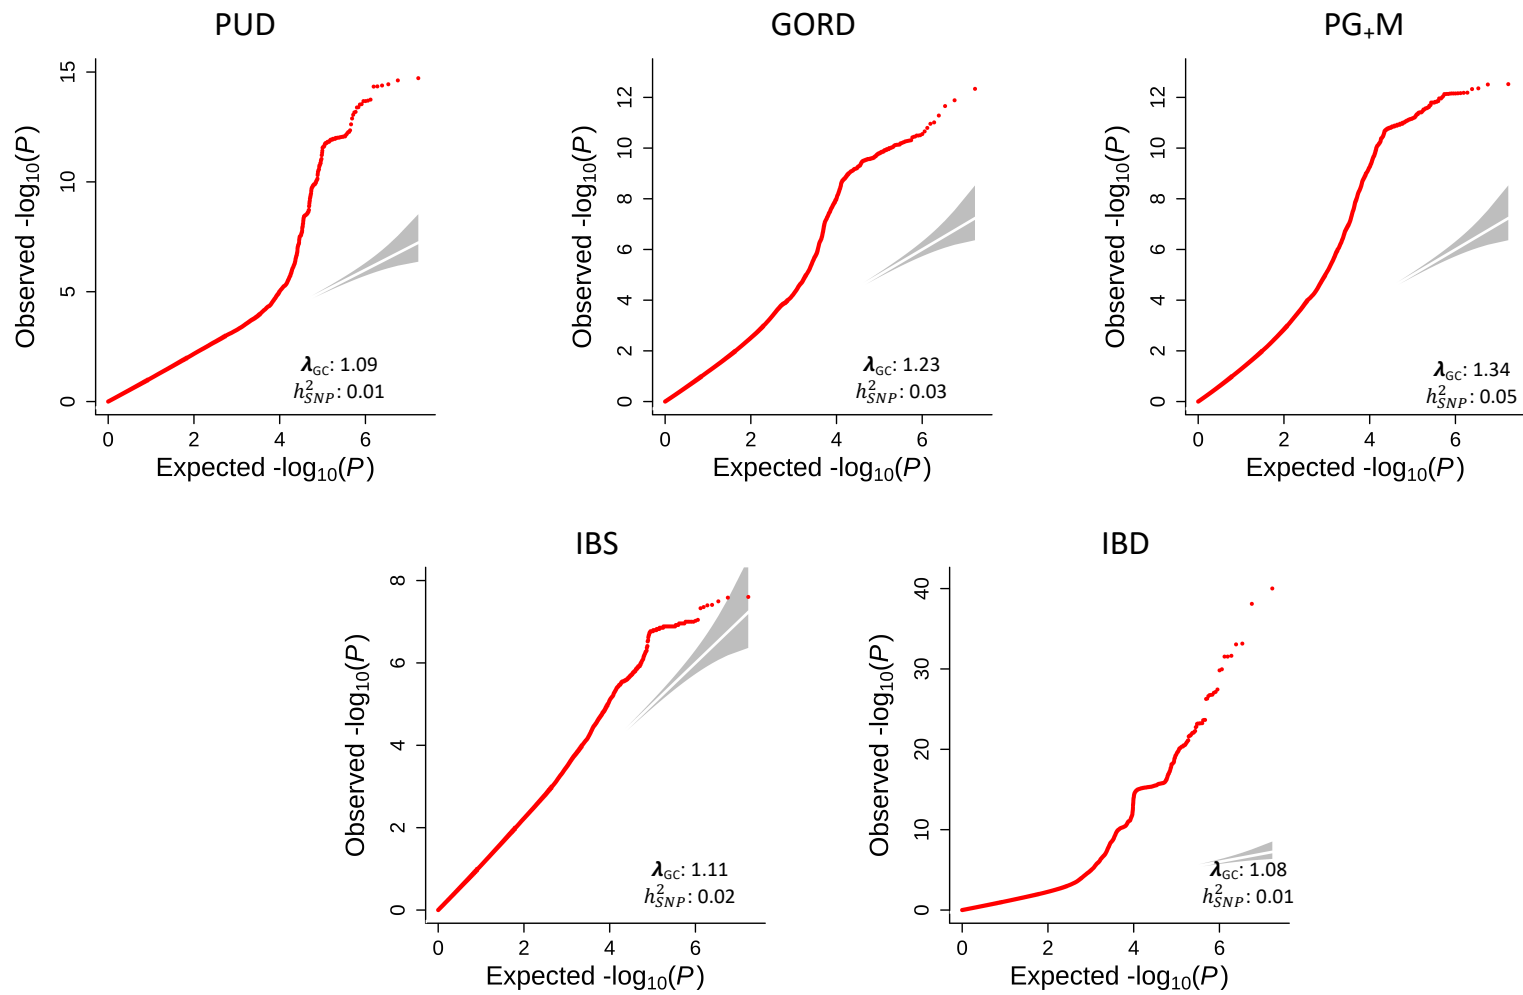 PUD
GORD
PG₊M
15
10
5
0
Observed -log₁₀(P)
λGC: 1.09
h²SNP: 0.01
0 2 4 6
Expected -log₁₀(P)
12
10
8
6
4
2
0
Observed -log₁₀(P)
λGC: 1.23
h²SNP: 0.03
0 2 4 6
Expected -log₁₀(P)
12
10
8
6
4
2
0
Observed -log₁₀(P)
λGC: 1.34
h²SNP: 0.05
0 2 4 6
Expected -log₁₀(P)
IBS
IBD
8
6
4
2
0
Observed -log₁₀(P)
λGC: 1.11
h²SNP: 0.02
0 2 4 6
Expected -log₁₀(P)
40
30
20
10
0
Observed -log₁₀(P)
λGC: 1.08
h²SNP: 0.01
0 2 4 6
Expected -log₁₀(P)